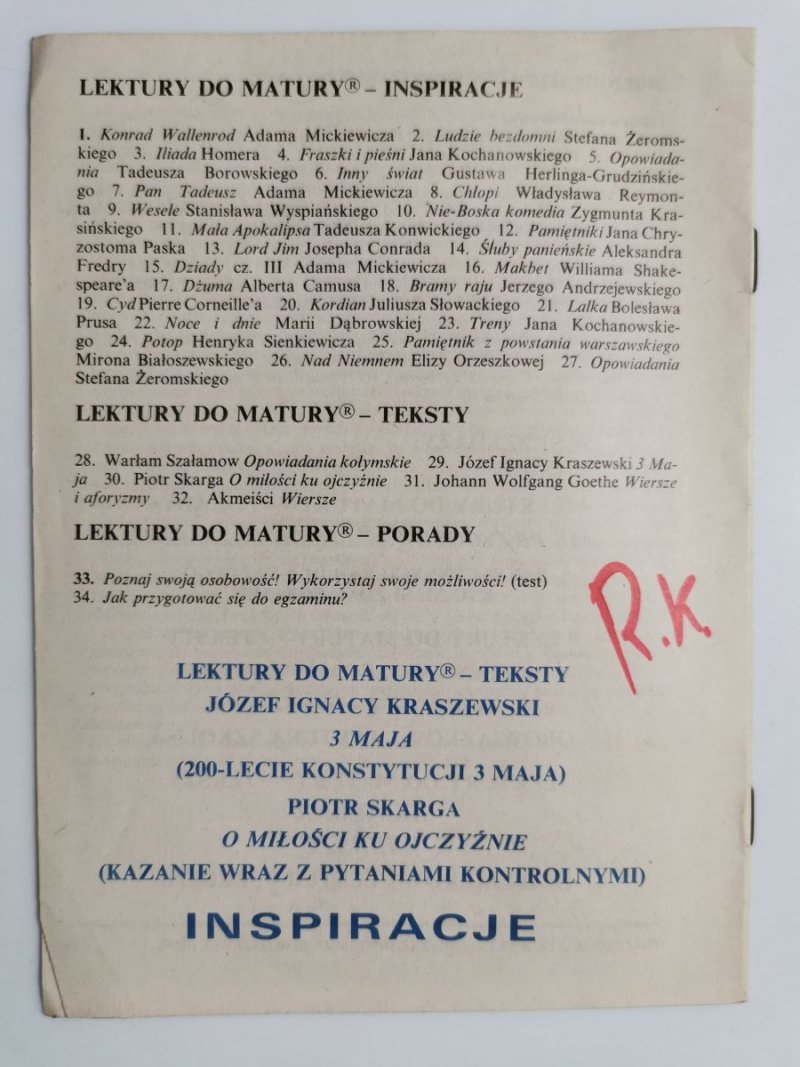 LEKTURY DO MATURY® – INSPIRACJE
1. Konrad Wallenrod Adama Mickiewicza 2. Ludzie bezdomni Stefana Żeroms-
kiego 3. Iliada Homera 4. Fraszki i pieśni Jana Kochanowskiego 5. Opowiada-
nia Tadeusza Borowskiego 6. Inny świat Gustawa Herlinga-Grudzińskie-
go 7. Pan Tadeusz Adama Mickiewicza 8. Chłopi Władysława Reymon-
ta 9. Wesele Stanisława Wyspiańskiego 10. Nie-Boska komedia Zygmunta Kra-
sińskiego 11. Mała Apokalipsa Tadeusza Konwickiego 12. Pamiętniki Jana Chry-
zostoma Paska 13. Lord Jim Josepha Conrada 14. Śluby panieńskie Aleksandra
Fredry 15. Dziady cz. III Adama Mickiewicza 16. Makbet Williama Shake-
speare'a 17. Dżuma Alberta Camusa 18. Bramy raju Jerzego Andrzejewskiego
19. Cyd Pierre Corneille'a 20. Kordian Juliusza Słowackiego 21. Lalka Bolesława
Prusa 22. Noce i dnie Marii Dąbrowskiej 23. Treny Jana Kochanowskie-
go 24. Potop Henryka Sienkiewicza 25. Pamiętnik z powstania warszawskiego
Mirona Białoszewskiego 26. Nad Niemnem Elizy Orzeszkowej 27. Opowiadania
Stefana Żeromskiego
LEKTURY DO MATURY® – TEKSTY
28. Warłam Szałamow Opowiadania kołymskie 29. Józef Ignacy Kraszewski 3 Ma-
ja 30. Piotr Skarga O miłości ku ojczyźnie 31. Johann Wolfgang Goethe Wiersze
i aforyzmy 32. Akmeiści Wiersze
LEKTURY DO MATURY® – PORADY
33. Poznaj swoją osobowość! Wykorzystaj swoje możliwości! (test)
34. Jak przygotować się do egzaminu?
R.K.
LEKTURY DO MATURY® – TEKSTY
JÓZEF IGNACY KRASZEWSKI
3 MAJA
(200-LECIE KONSTYTUCJI 3 MAJA)
PIOTR SKARGA
O MIŁOŚCI KU OJCZYŹNIE
(KAZANIE WRAZ Z PYTANIAMI KONTROLNYMI)
INSPIRACJE